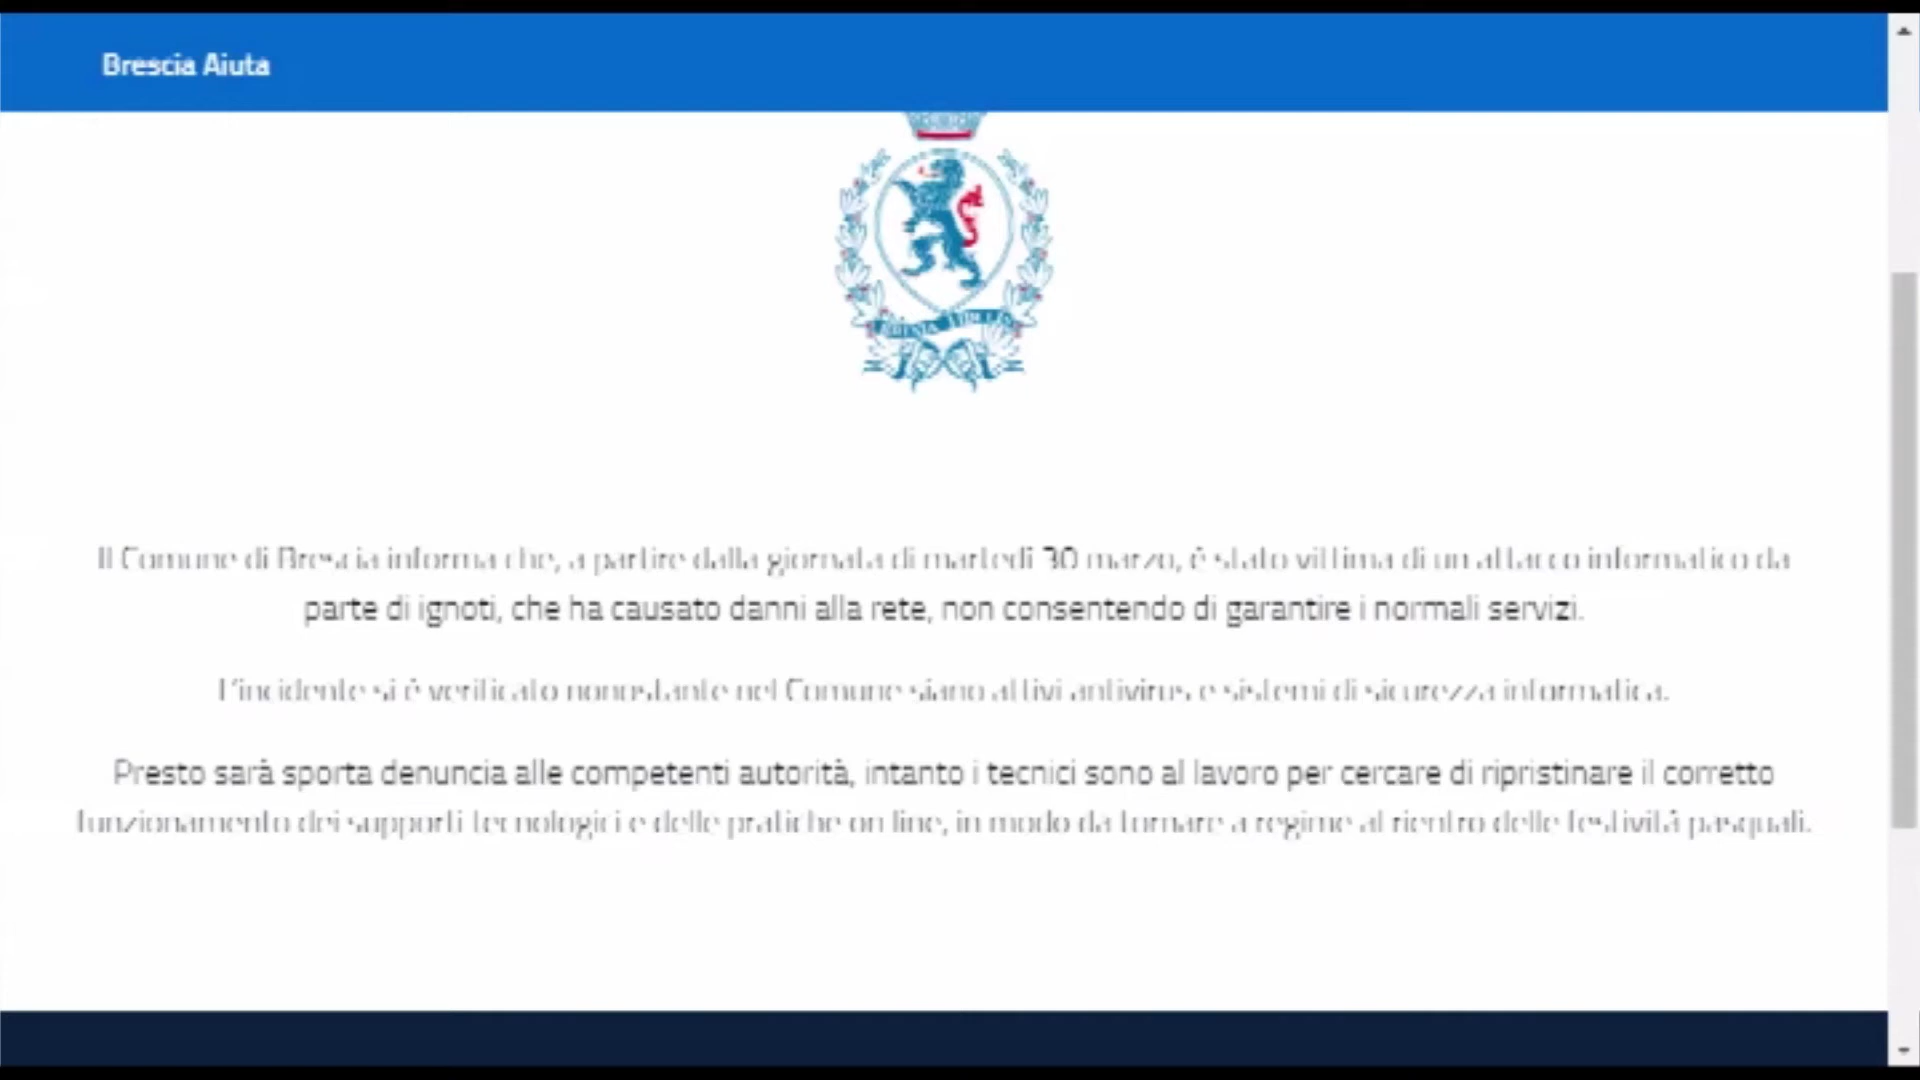 Brescia Aiuta
Il Comune di Brescia informa che, a partire dalla giornata di martedì 30 marzo, è stato vittima di un attacco informatico da
parte di ignoti, che ha causato danni alla rete, non consentendo di garantire i normali servizi.
L'incidente si è verificato nonostante nel Comune siano attivi antivirus e sistemi di sicurezza informatica.
Presto sarà sporta denuncia alle competenti autorità, intanto i tecnici sono al lavoro per cercare di ripristinare il corretto
funzionamento dei supporti tecnologici e delle pratiche on line, in modo da tornare a regime al rientro delle festività pasquali.